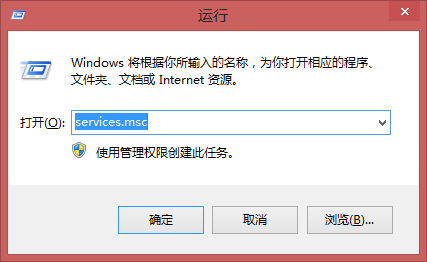 运行
Windows 将根据你所输入的名称，为你打开相应的程序、
文件夹、文档或 Internet 资源。
打开(O):
services.msc
使用管理权限创建此任务。
确定
取消
浏览(B)...